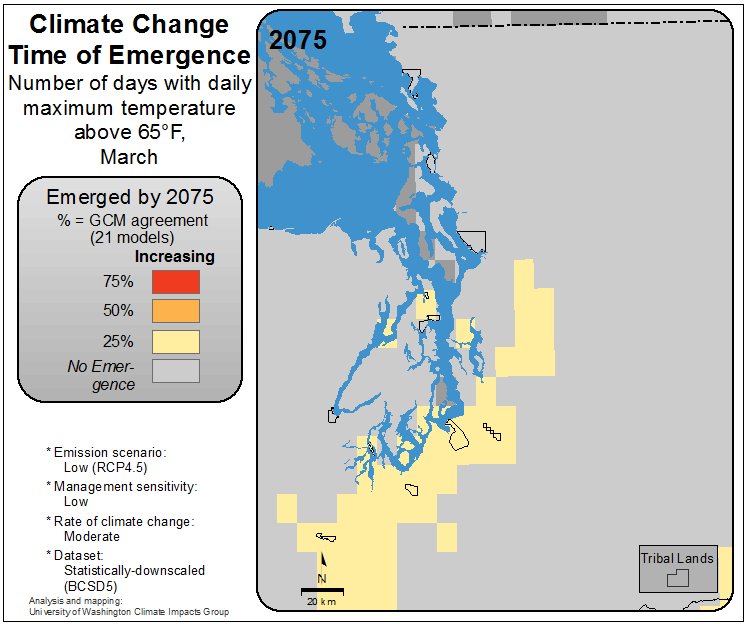 Climate Change
Time of Emergence
Number of days with daily
maximum temperature
above 65°F,
March
Emerged by 2075
% = GCM agreement
(21 models)
Increasing
75%
50%
25%
No Emer-
gence
* Emission scenario:
Low (RCP4.5)
* Management sensitivity:
Low
* Rate of climate change:
Moderate
* Dataset:
Statistically-downscaled
(BCSD5)
Analysis and mapping:
University of Washington Climate Impacts Group
2075
N
20 km
Tribal Lands